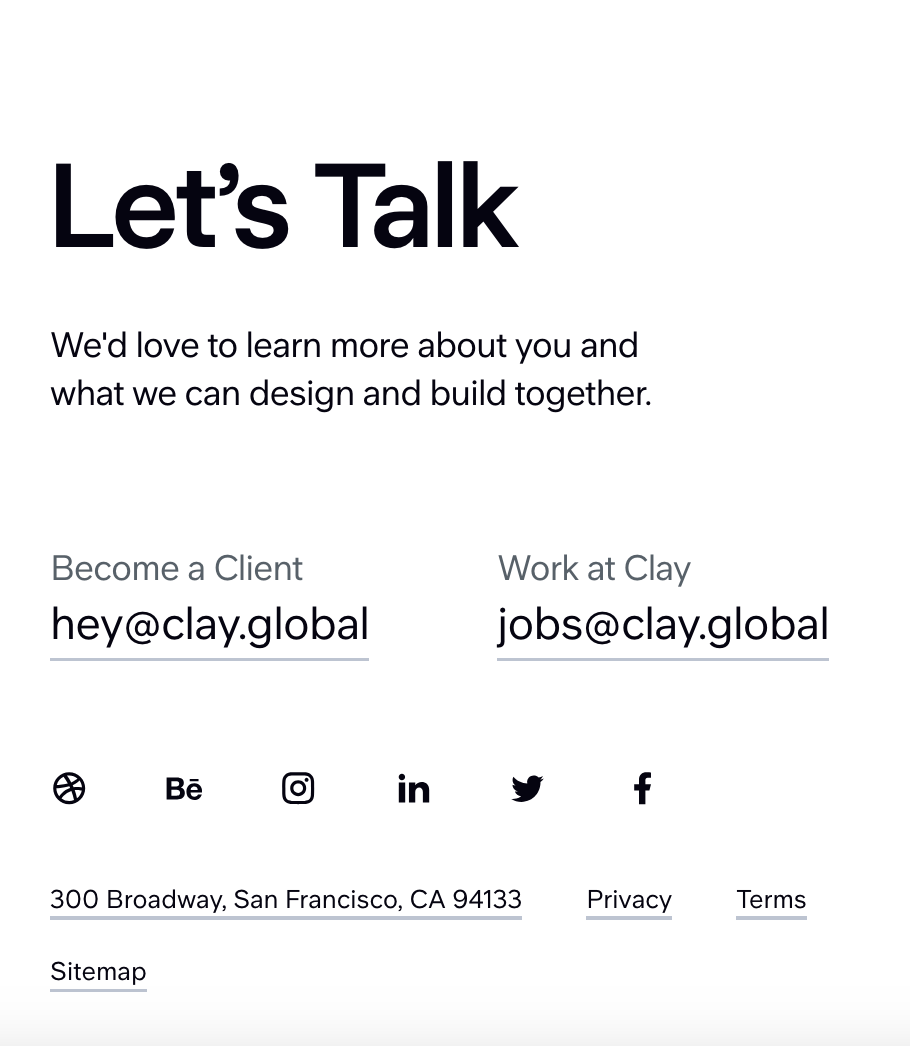 Let’s Talk
We'd love to learn more about you and
what we can design and build together.
Become a Client
Work at Clay
hey@clay.global
jobs@clay.global
Bē
in
f
300 Broadway, San Francisco, CA 94133
Privacy
Terms
Sitemap